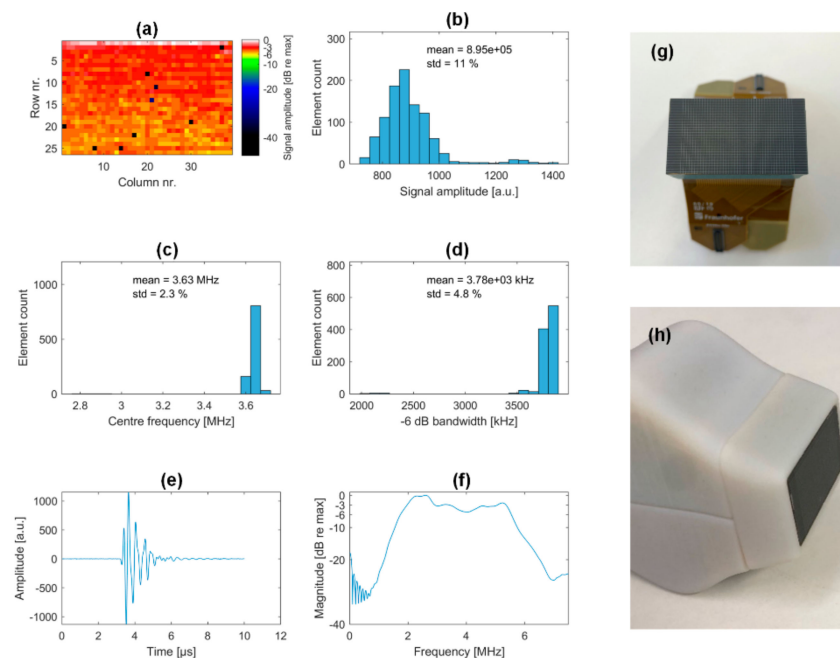 (a)
0
-3
-6
-10
-20
-40
Signal amplitude [dB re max]
5
10
15
20
25
Row nr.
10
20
30
Column nr.
(b)
mean = 8.95e+05
std = 11 %
300
200
100
0
Element count
800
1000
1200
1400
Signal amplitude [a.u.]
(g)
Fraunhofer
(c)
mean = 3.63 MHz
std = 2.3 %
1000
500
0
Element count
2.8
3
3.2
3.4
3.6
Centre frequency [MHz]
(d)
mean = 3.78e+03 kHz
std = 4.8 %
800
600
400
200
0
Element count
2000
2500
3000
3500
-6 dB bandwidth [kHz]
(h)
(e)
1000
500
0
-500
-1000
Amplitude [a.u.]
0
2
4
6
8
10
12
Time [µs]
(f)
0
-3
-6
-10
-20
-40
Magnitude [dB re max]
0
2
4
6
Frequency [MHz]